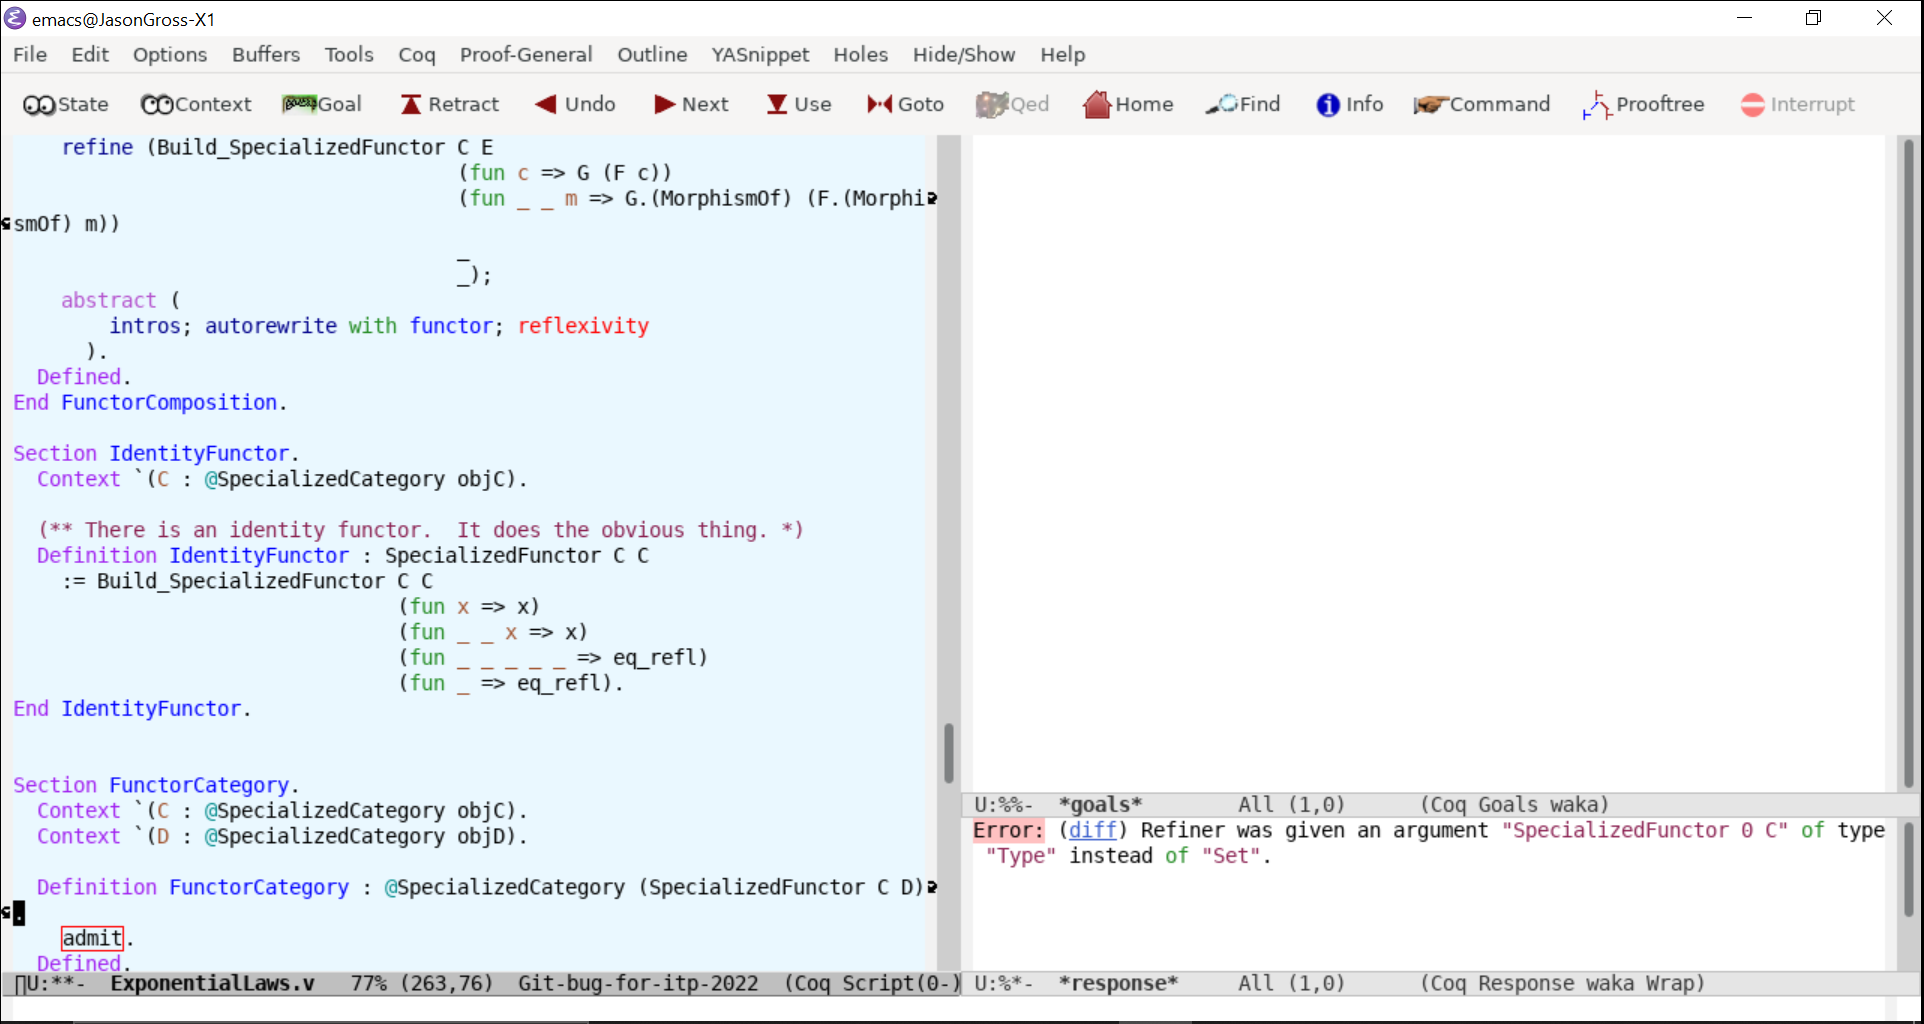 emacs@JasonGross-X1
File Edit Options Buffers Tools Coq Proof-General Outline YASnippet Holes Hide/Show Help
State Context Goal Retract Undo Next Use Goto Qed Home Find Info Command Prooftree Interrupt
refine (Build_SpecializedFunctor C E
(fun c => G (F c))
(fun _ _ m => G.(MorphismOf) (F.(Morphi
smOf) m))
_
_);
abstract (
intros; autorewrite with functor; reflexivity
).
Defined.
End FunctorComposition.
Section IdentityFunctor.
Context `(C : @SpecializedCategory objC).
(** There is an identity functor.  It does the obvious thing. *)
Definition IdentityFunctor : SpecializedFunctor C C
:= Build_SpecializedFunctor C C
(fun x => x)
(fun _ _ x => x)
(fun _ _ _ _ _ => eq_refl)
(fun _ => eq_refl).
End IdentityFunctor.
Section FunctorCategory.
Context `(C : @SpecializedCategory objC).
Context `(D : @SpecializedCategory objD).
Definition FunctorCategory : @SpecializedCategory (SpecializedFunctor C D)
.
admit.
Defined.
U:**-  ExponentialLaws.v   77% (263,76)  Git-bug-for-itp-2022  (Coq Script(0-)
U:%%-  *goals*        All (1,0)      (Coq Goals waka)
Error: (diff) Refiner was given an argument "SpecializedFunctor 0 C" of type
"Type" instead of "Set".
U:%*-  *response*     All (1,0)      (Coq Response waka Wrap)